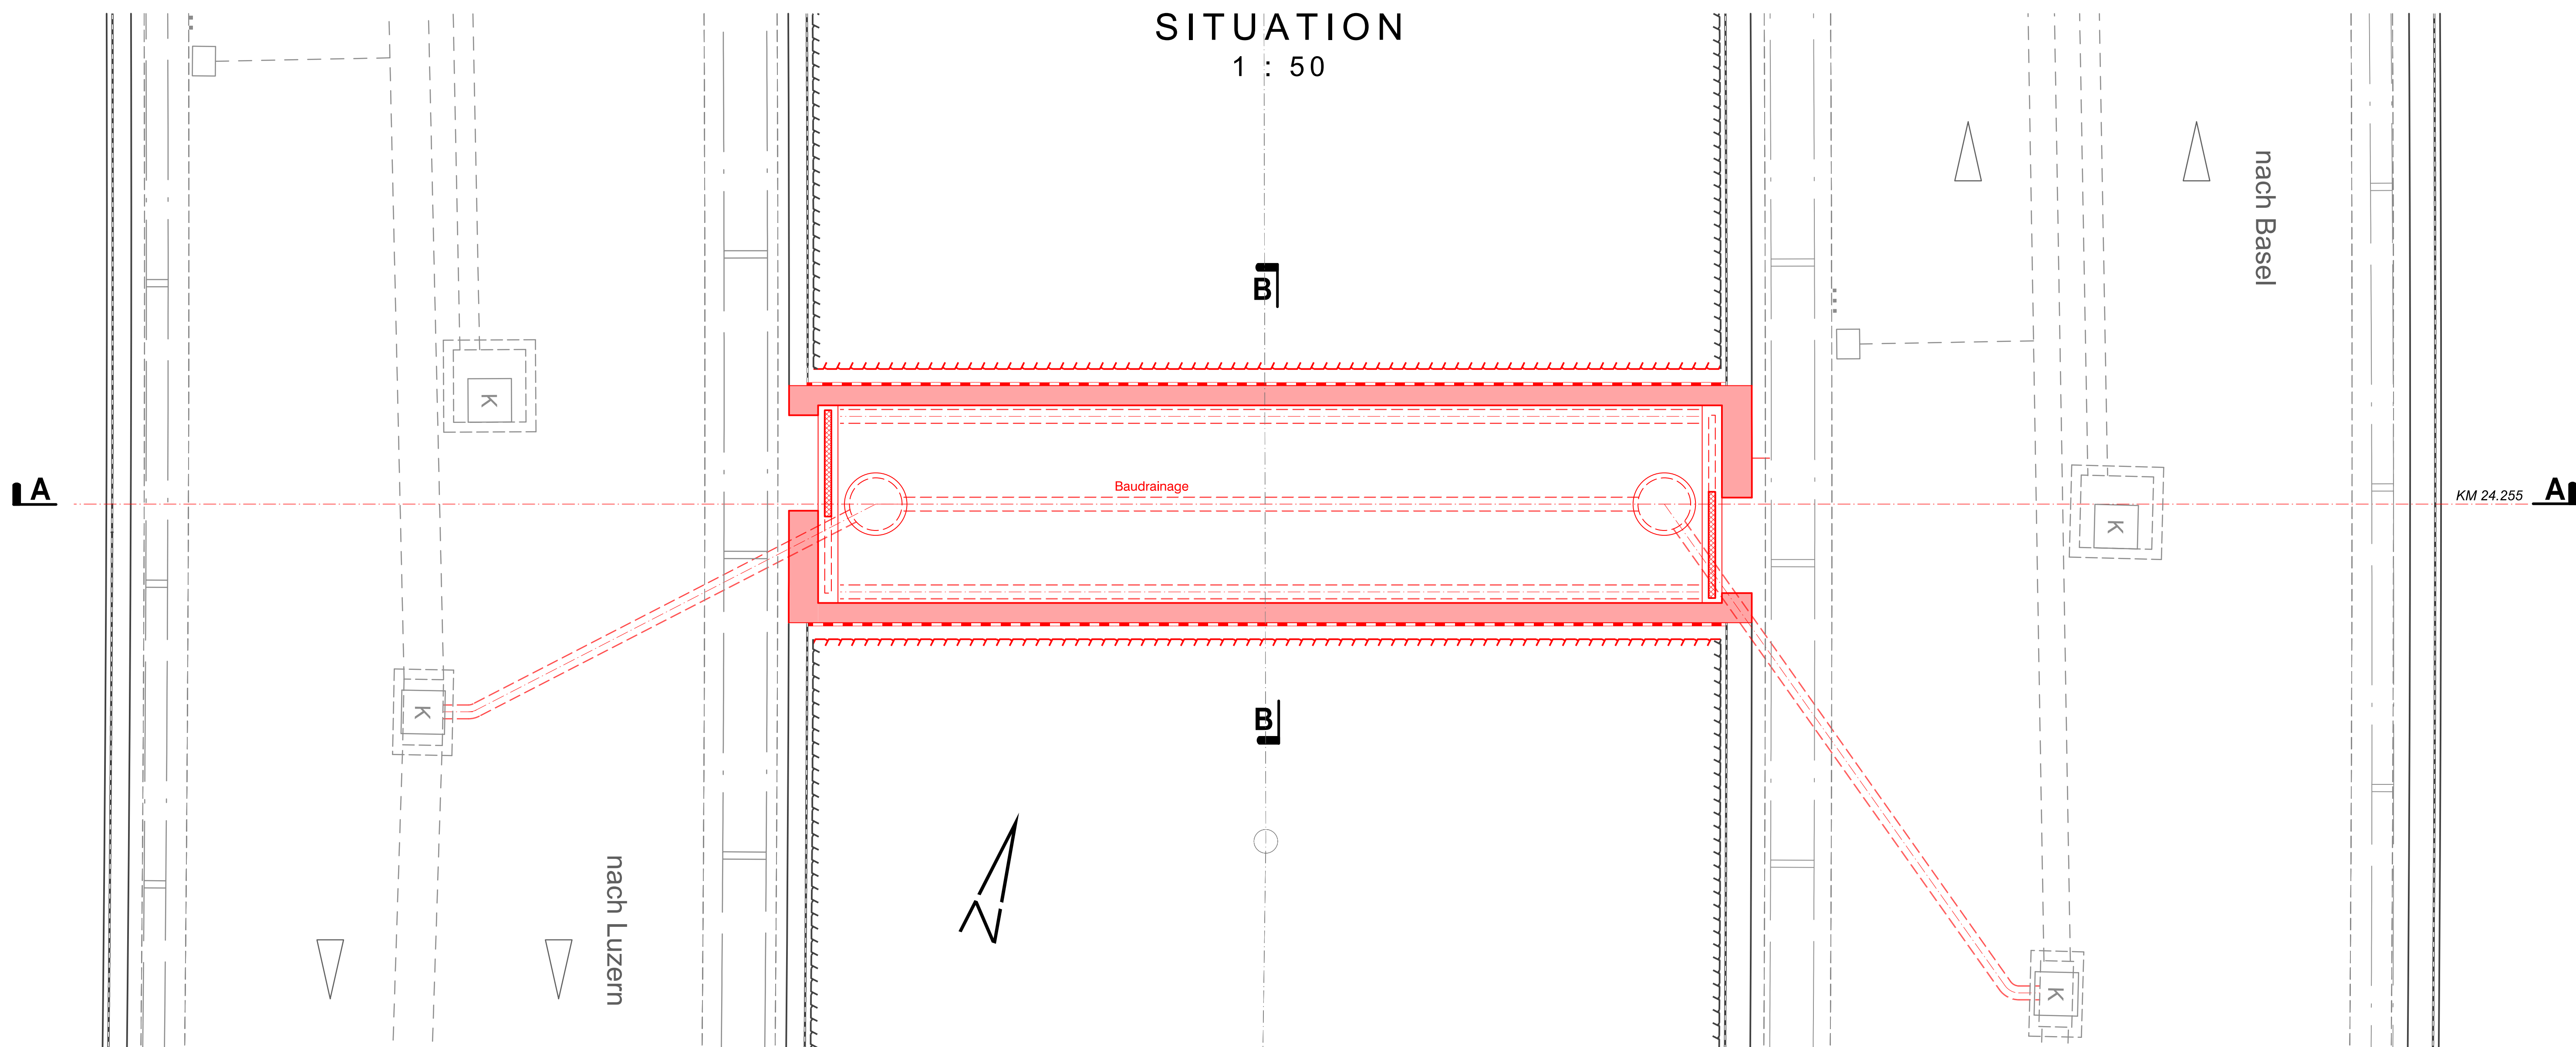 SITUATION
1 : 50
nach Basel
K
B
K
A
Baudrainage
KM 24.255
A
K
B
K
nach Luzern
N
K